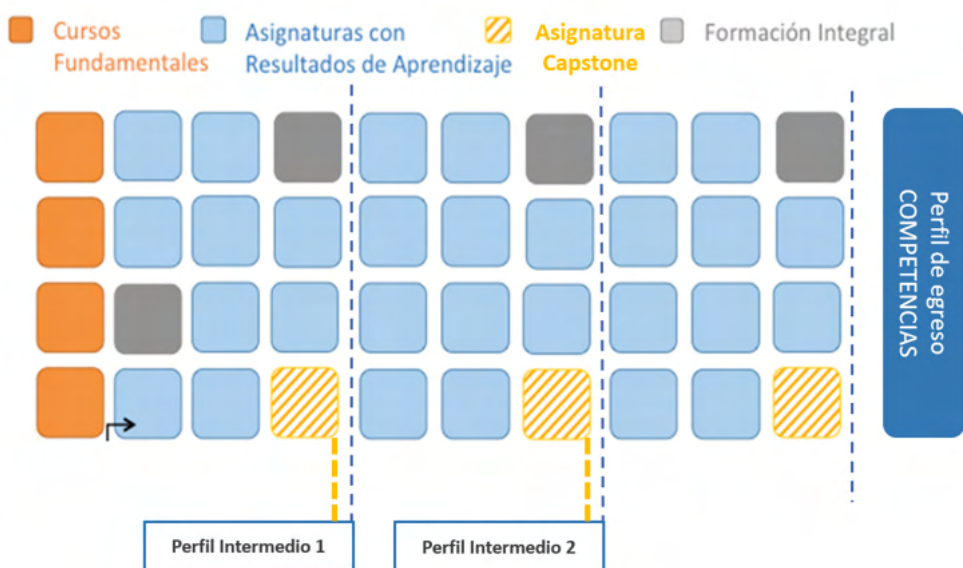 Cursos
Fundamentales
Asignaturas con
Resultados de Aprendizaje
Asignatura
Capstone
Formación Integral
Perfil de egreso
COMPETENCIAS
Perfil Intermedio 1
Perfil Intermedio 2